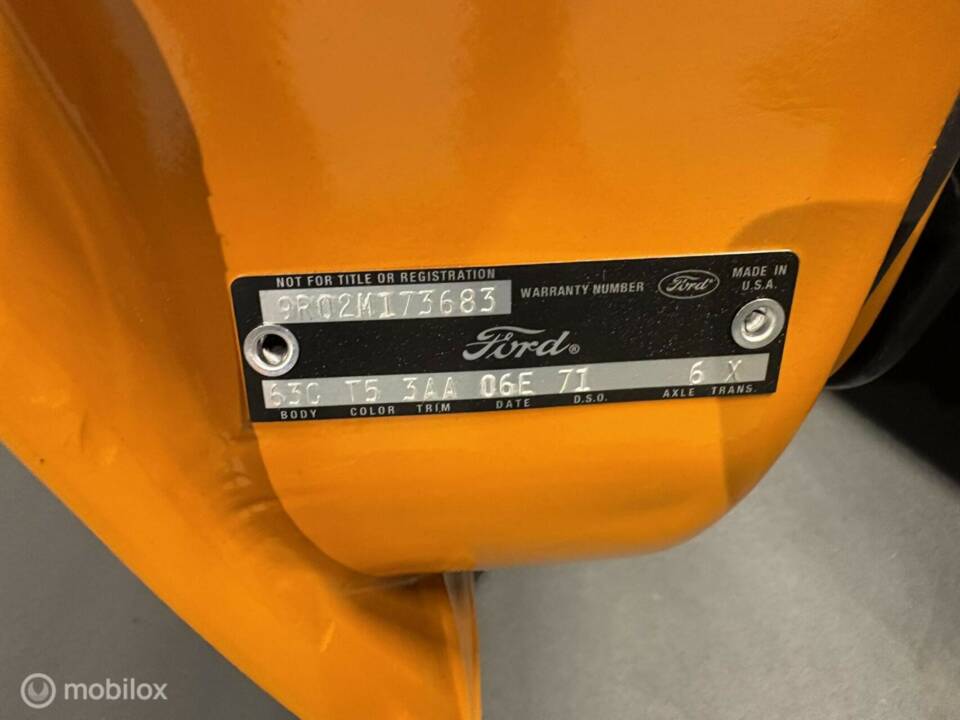 NOT FOR TITLE OR REGISTRATION
9R02M173683 WARRANTY NUMBER Ford MADE IN U.S.A.
Ford®
63C T5 3AA 06E 71 6 X
BODY COLOR TRIM DATE D.S.O. AXLE TRANS.
mobilox